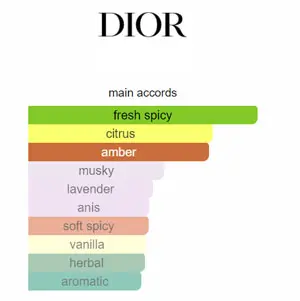 DIOR
main accords
fresh spicy
citrus
amber
musky
lavender
anis
soft spicy
vanilla
herbal
aromatic